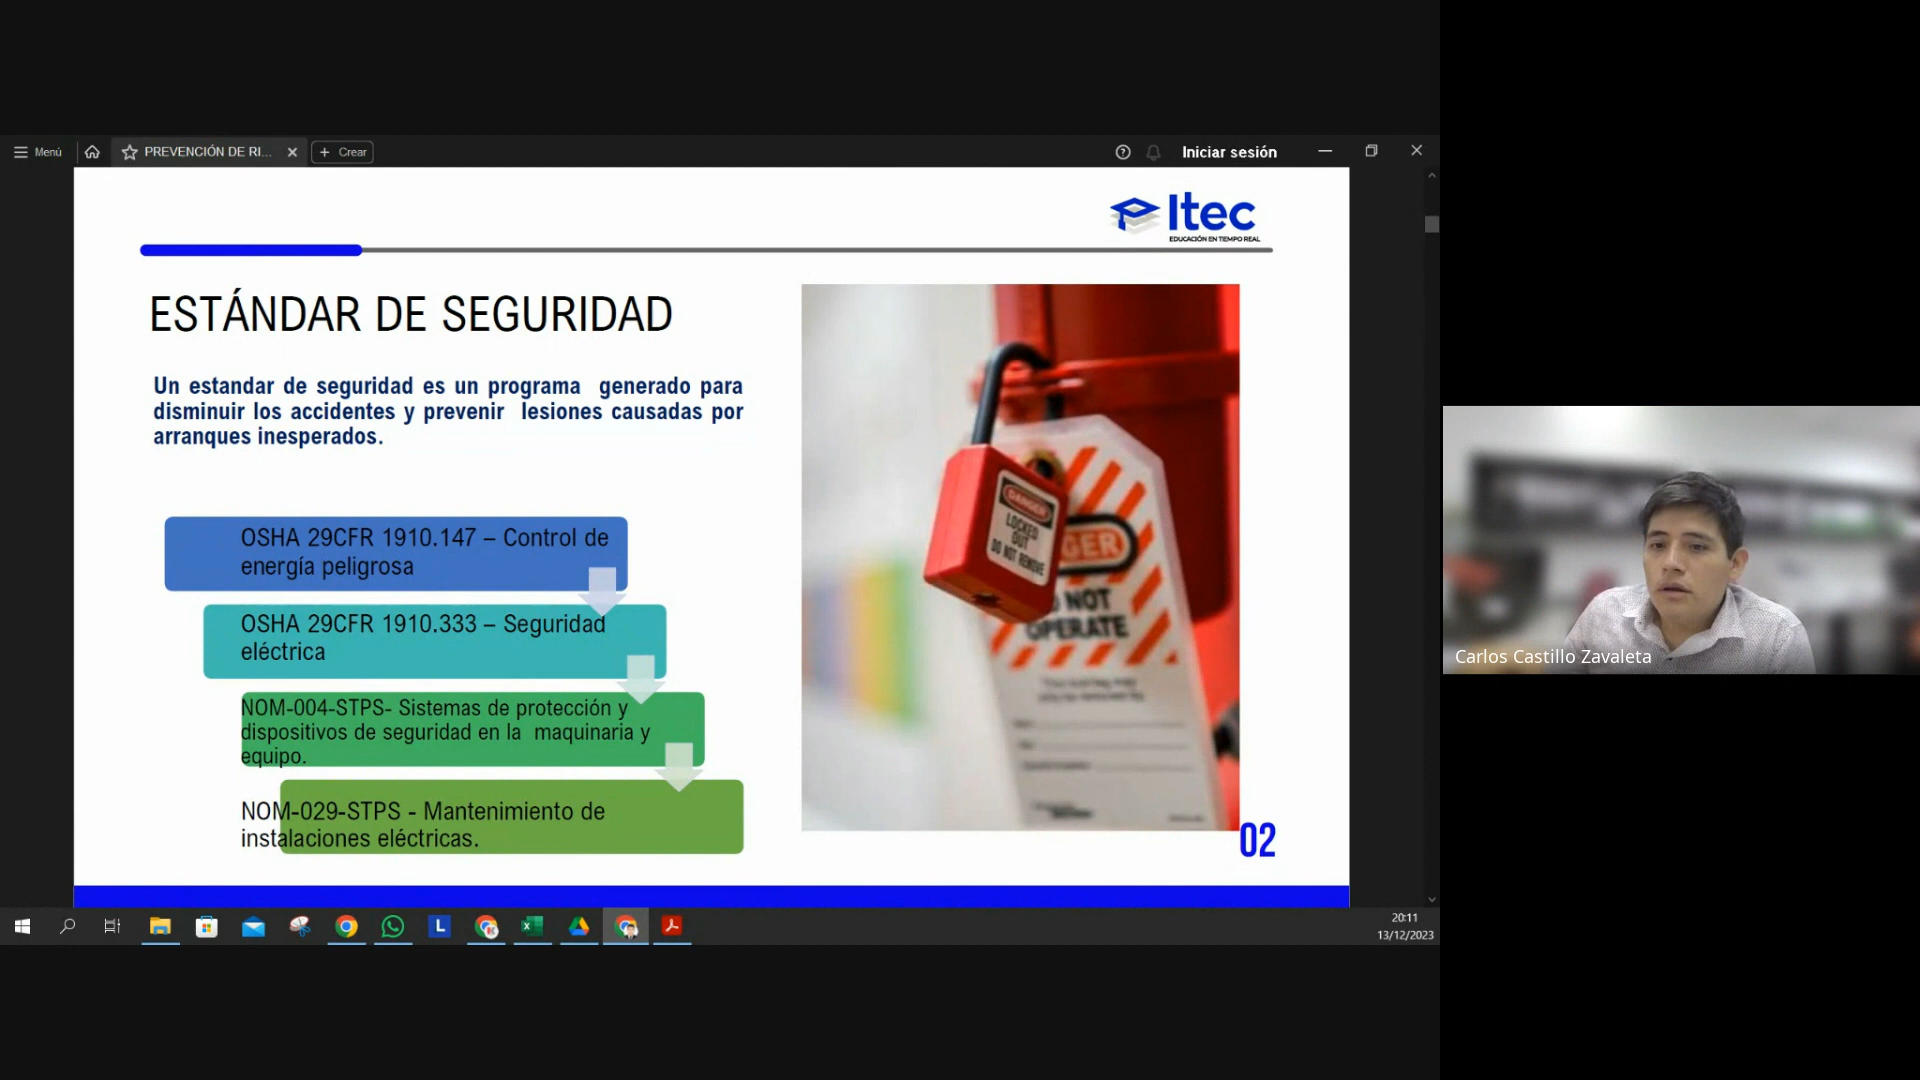 Menú
PREVENCIÓN DE RI...
Crear
Iniciar sesión
Itec
EDUCACIÓN EN TIEMPO REAL
ESTÁNDAR DE SEGURIDAD
Un estandar de seguridad es un programa generado para
disminuir los accidentes y prevenir lesiones causadas por
arranques inesperados.
OSHA 29CFR 1910.147 – Control de
energía peligrosa
OSHA 29CFR 1910.333 – Seguridad
eléctrica
NOM-004-STPS- Sistemas de protección y
dispositivos de seguridad en la maquinaria y
equipo.
NOM-029-STPS - Mantenimiento de
instalaciones eléctricas.
DANGER
LOCKED
OUT
DO NOT REMOVE
GER
NOT
OPERATE
02
Carlos Castillo Zavaleta
20:11
13/12/2023